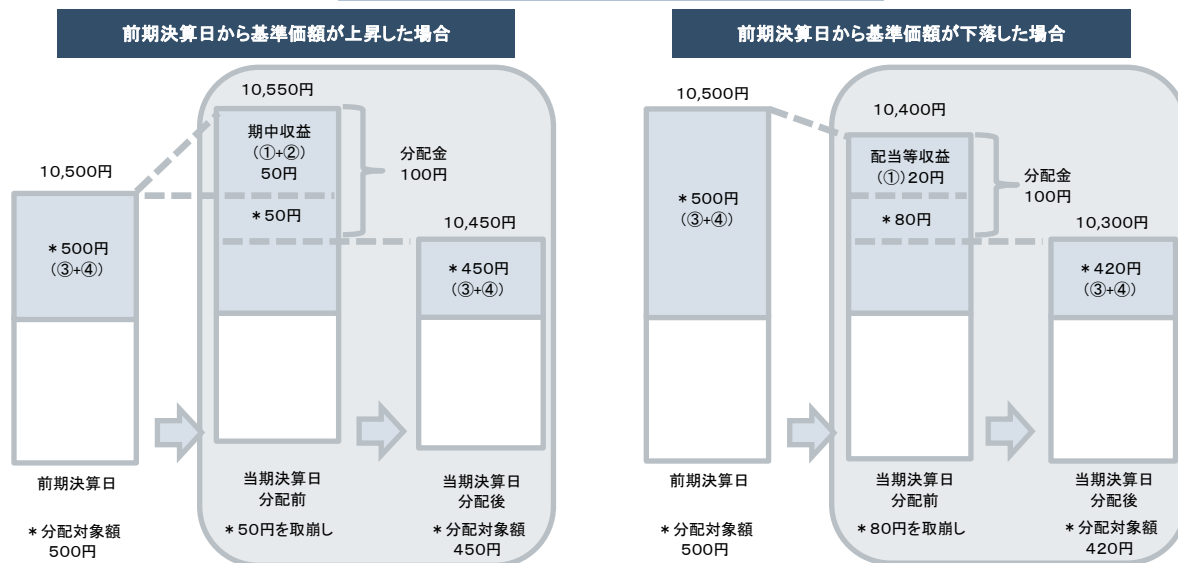 前期決算日から基準価額が上昇した場合
10,550円
10,500円
期中収益
(①+②)
50円
分配金
100円
*50円
10,450円
*500円
(③+④)
*450円
(③+④)
前期決算日
当期決算日
分配前
当期決算日
分配後
*分配対象額
500円
*50円を取崩し
*分配対象額
450円
前期決算日から基準価額が下落した場合
10,500円
10,400円
配当等収益
(①)20円
分配金
100円
*500円
(③+④)
*80円
10,300円
*420円
(③+④)
前期決算日
当期決算日
分配前
当期決算日
分配後
*分配対象額
500円
*80円を取崩し
*分配対象額
420円